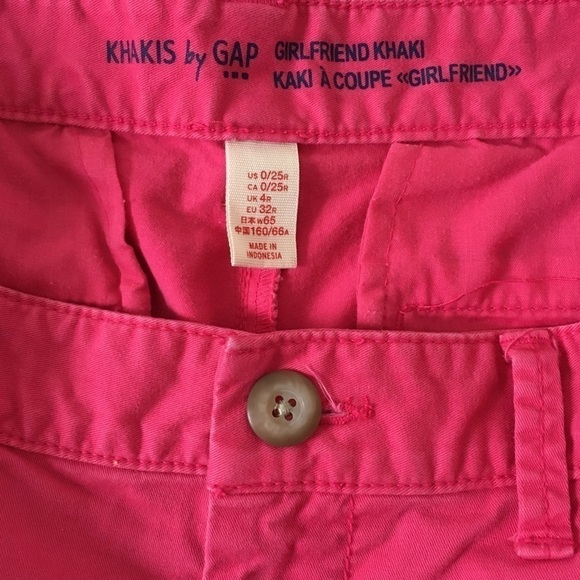 KHAKIS by GAP GIRLFRIEND KHAKI
KAKI À COUPE «GIRLFRIEND»
US 0/25R
CA 0/25R
UK 4R
EU 32R
日本 W65
中国 160/66A
MADE IN
INDONESIA